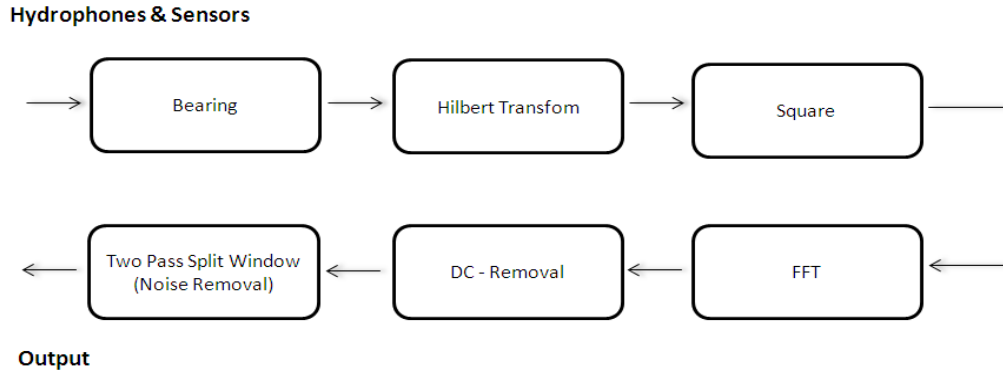 Hydrophones & Sensors
Bearing
Hilbert Transfom
Square
Two Pass Split Window
(Noise Removal)
DC - Removal
FFT
Output